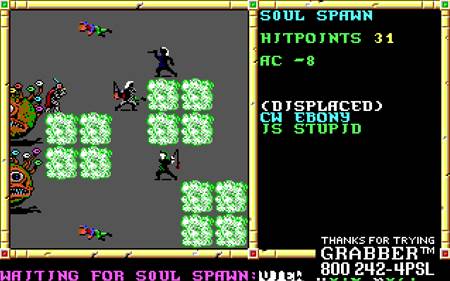 SOUL SPAWN
HITPOINTS 31
AC -8
(DISPLACED)
CW EBONY
IS STUPID
THANKS FOR TRYING
GRABBER™
800 242-4PSL
WAITING FOR SOUL SPAWN: